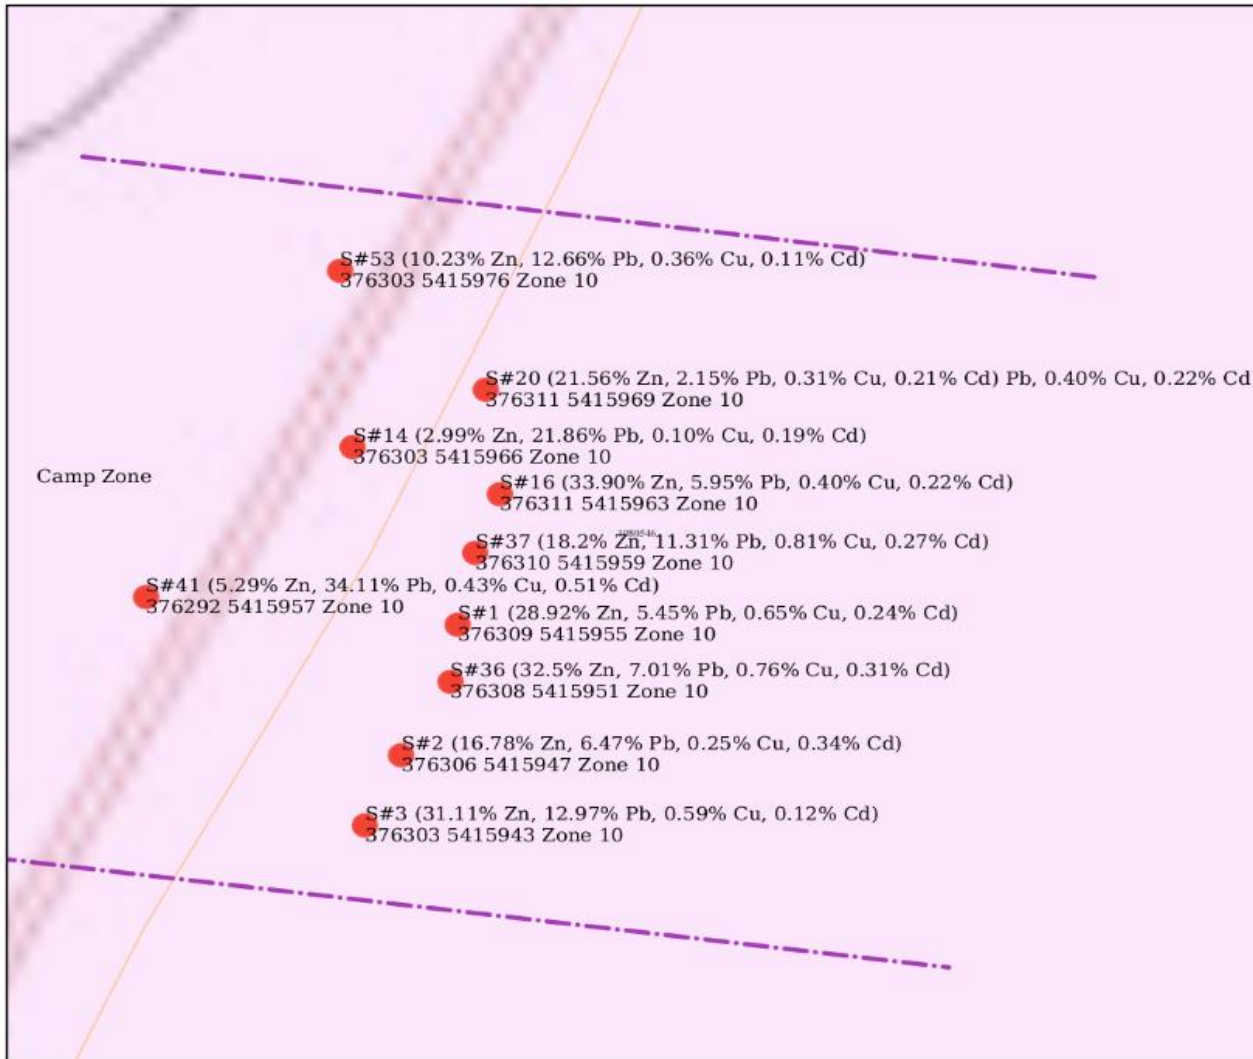 S#53 (10.23% Zn, 12.66% Pb, 0.36% Cu, 0.11% Cd)
376303 5415976 Zone 10
S#20 (21.56% Zn, 2.15% Pb, 0.31% Cu, 0.21% Cd) Pb, 0.40% Cu, 0.22% Cd
376311 5415969 Zone 10
S#14 (2.99% Zn, 21.86% Pb, 0.10% Cu, 0.19% Cd)
376303 5415966 Zone 10
Camp Zone
S#16 (33.90% Zn, 5.95% Pb, 0.40% Cu, 0.22% Cd)
376311 5415963 Zone 10
S#37 (18.2% Zn, 11.31% Pb, 0.81% Cu, 0.27% Cd)
376310 5415959 Zone 10
S#41 (5.29% Zn, 34.11% Pb, 0.43% Cu, 0.51% Cd)
376292 5415957 Zone 10
S#1 (28.92% Zn, 5.45% Pb, 0.65% Cu, 0.24% Cd)
376309 5415955 Zone 10
S#36 (32.5% Zn, 7.01% Pb, 0.76% Cu, 0.31% Cd)
376308 5415951 Zone 10
S#2 (16.78% Zn, 6.47% Pb, 0.25% Cu, 0.34% Cd)
376306 5415947 Zone 10
S#3 (31.11% Zn, 12.97% Pb, 0.59% Cu, 0.12% Cd)
376303 5415943 Zone 10